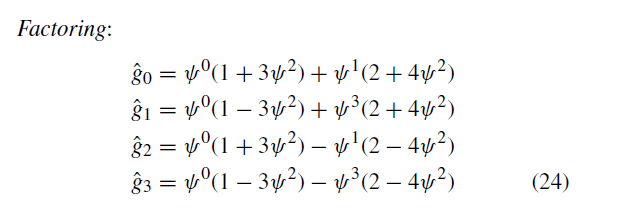 Factoring:
ĝ₀ = ψ⁰(1 + 3ψ²) + ψ¹(2 + 4ψ²)
ĝ₁ = ψ⁰(1 − 3ψ²) + ψ³(2 + 4ψ²)
ĝ₂ = ψ⁰(1 + 3ψ²) − ψ¹(2 − 4ψ²)
ĝ₃ = ψ⁰(1 − 3ψ²) − ψ³(2 − 4ψ²) (24)